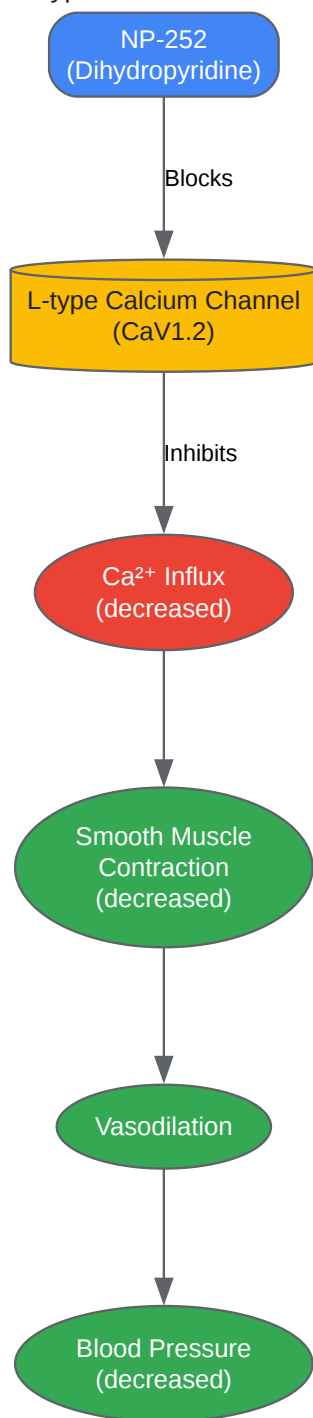 NP-252
(Dihydropyridine)
Blocks
L-type Calcium Channel
(CaV1.2)
Inhibits
Ca²⁺ Influx
(decreased)
Smooth Muscle
Contraction
(decreased)
Vasodilation
Blood Pressure
(decreased)